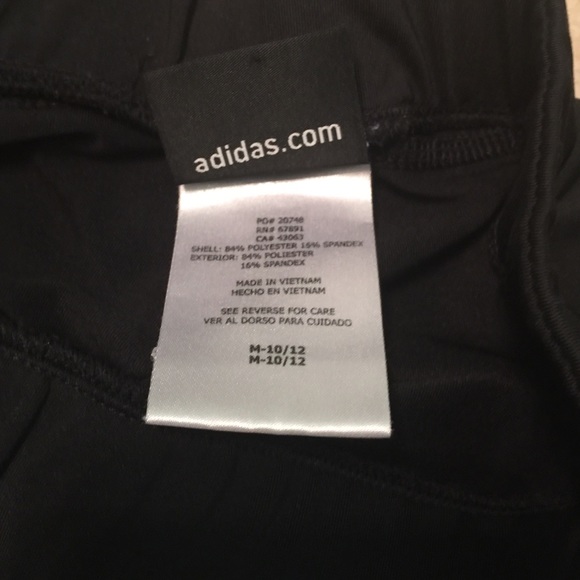 adidas.com
PO# 20748
RN# 67891
CA# 43063
SHELL: 84% POLYESTER 16% SPANDEX
EXTERIOR: 84% POLIESTER
16% SPANDEX
MADE IN VIETNAM
HECHO EN VIETNAM
SEE REVERSE FOR CARE
VER AL DORSO PARA CUIDADO
M-10/12
M-10/12